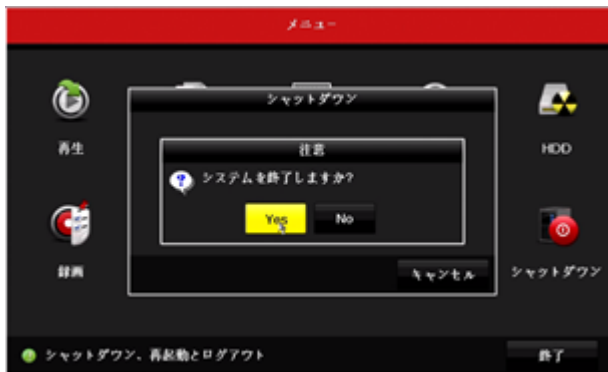 メニュー
シャットダウン
再生
注意
HDD
システムを終了しますか?
Yes
No
録画
キャンセル
シャットダウン
シャットダウン、再起動とログアウト
終了